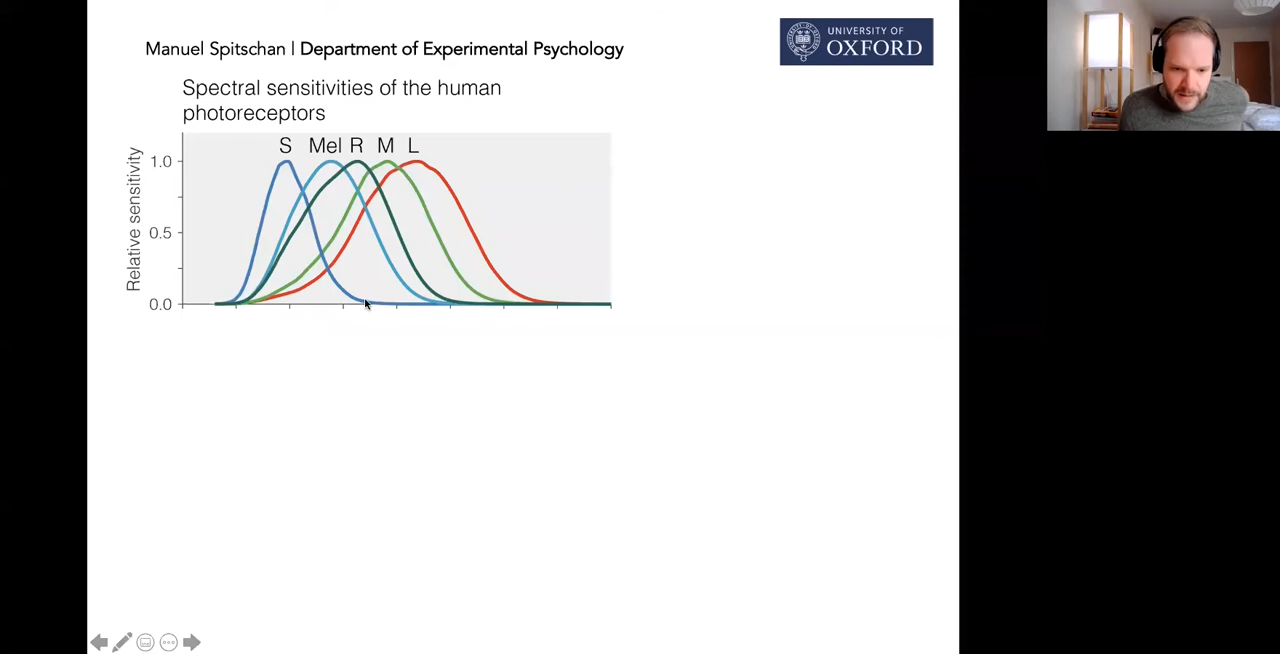 Manuel Spitschan | Department of Experimental Psychology
UNIVERSITY OF
OXFORD
Spectral sensitivities of the human
photoreceptors
S Mel R M L
Relative sensitivity
1.0
0.5
0.0